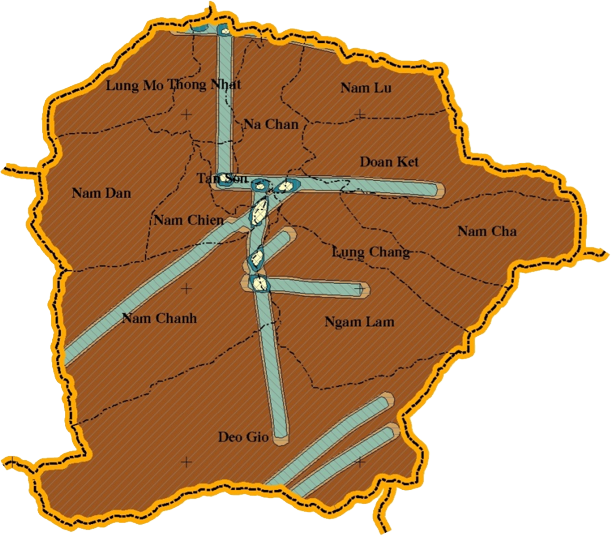 Lung Mo Thong Nhat
Nam Lu
Na Chan
Doan Ket
Tan Son
Nam Dan
Nam Chien
Nam Cha
Lung Chang
Nam Chanh
Ngam Lam
Deo Gio